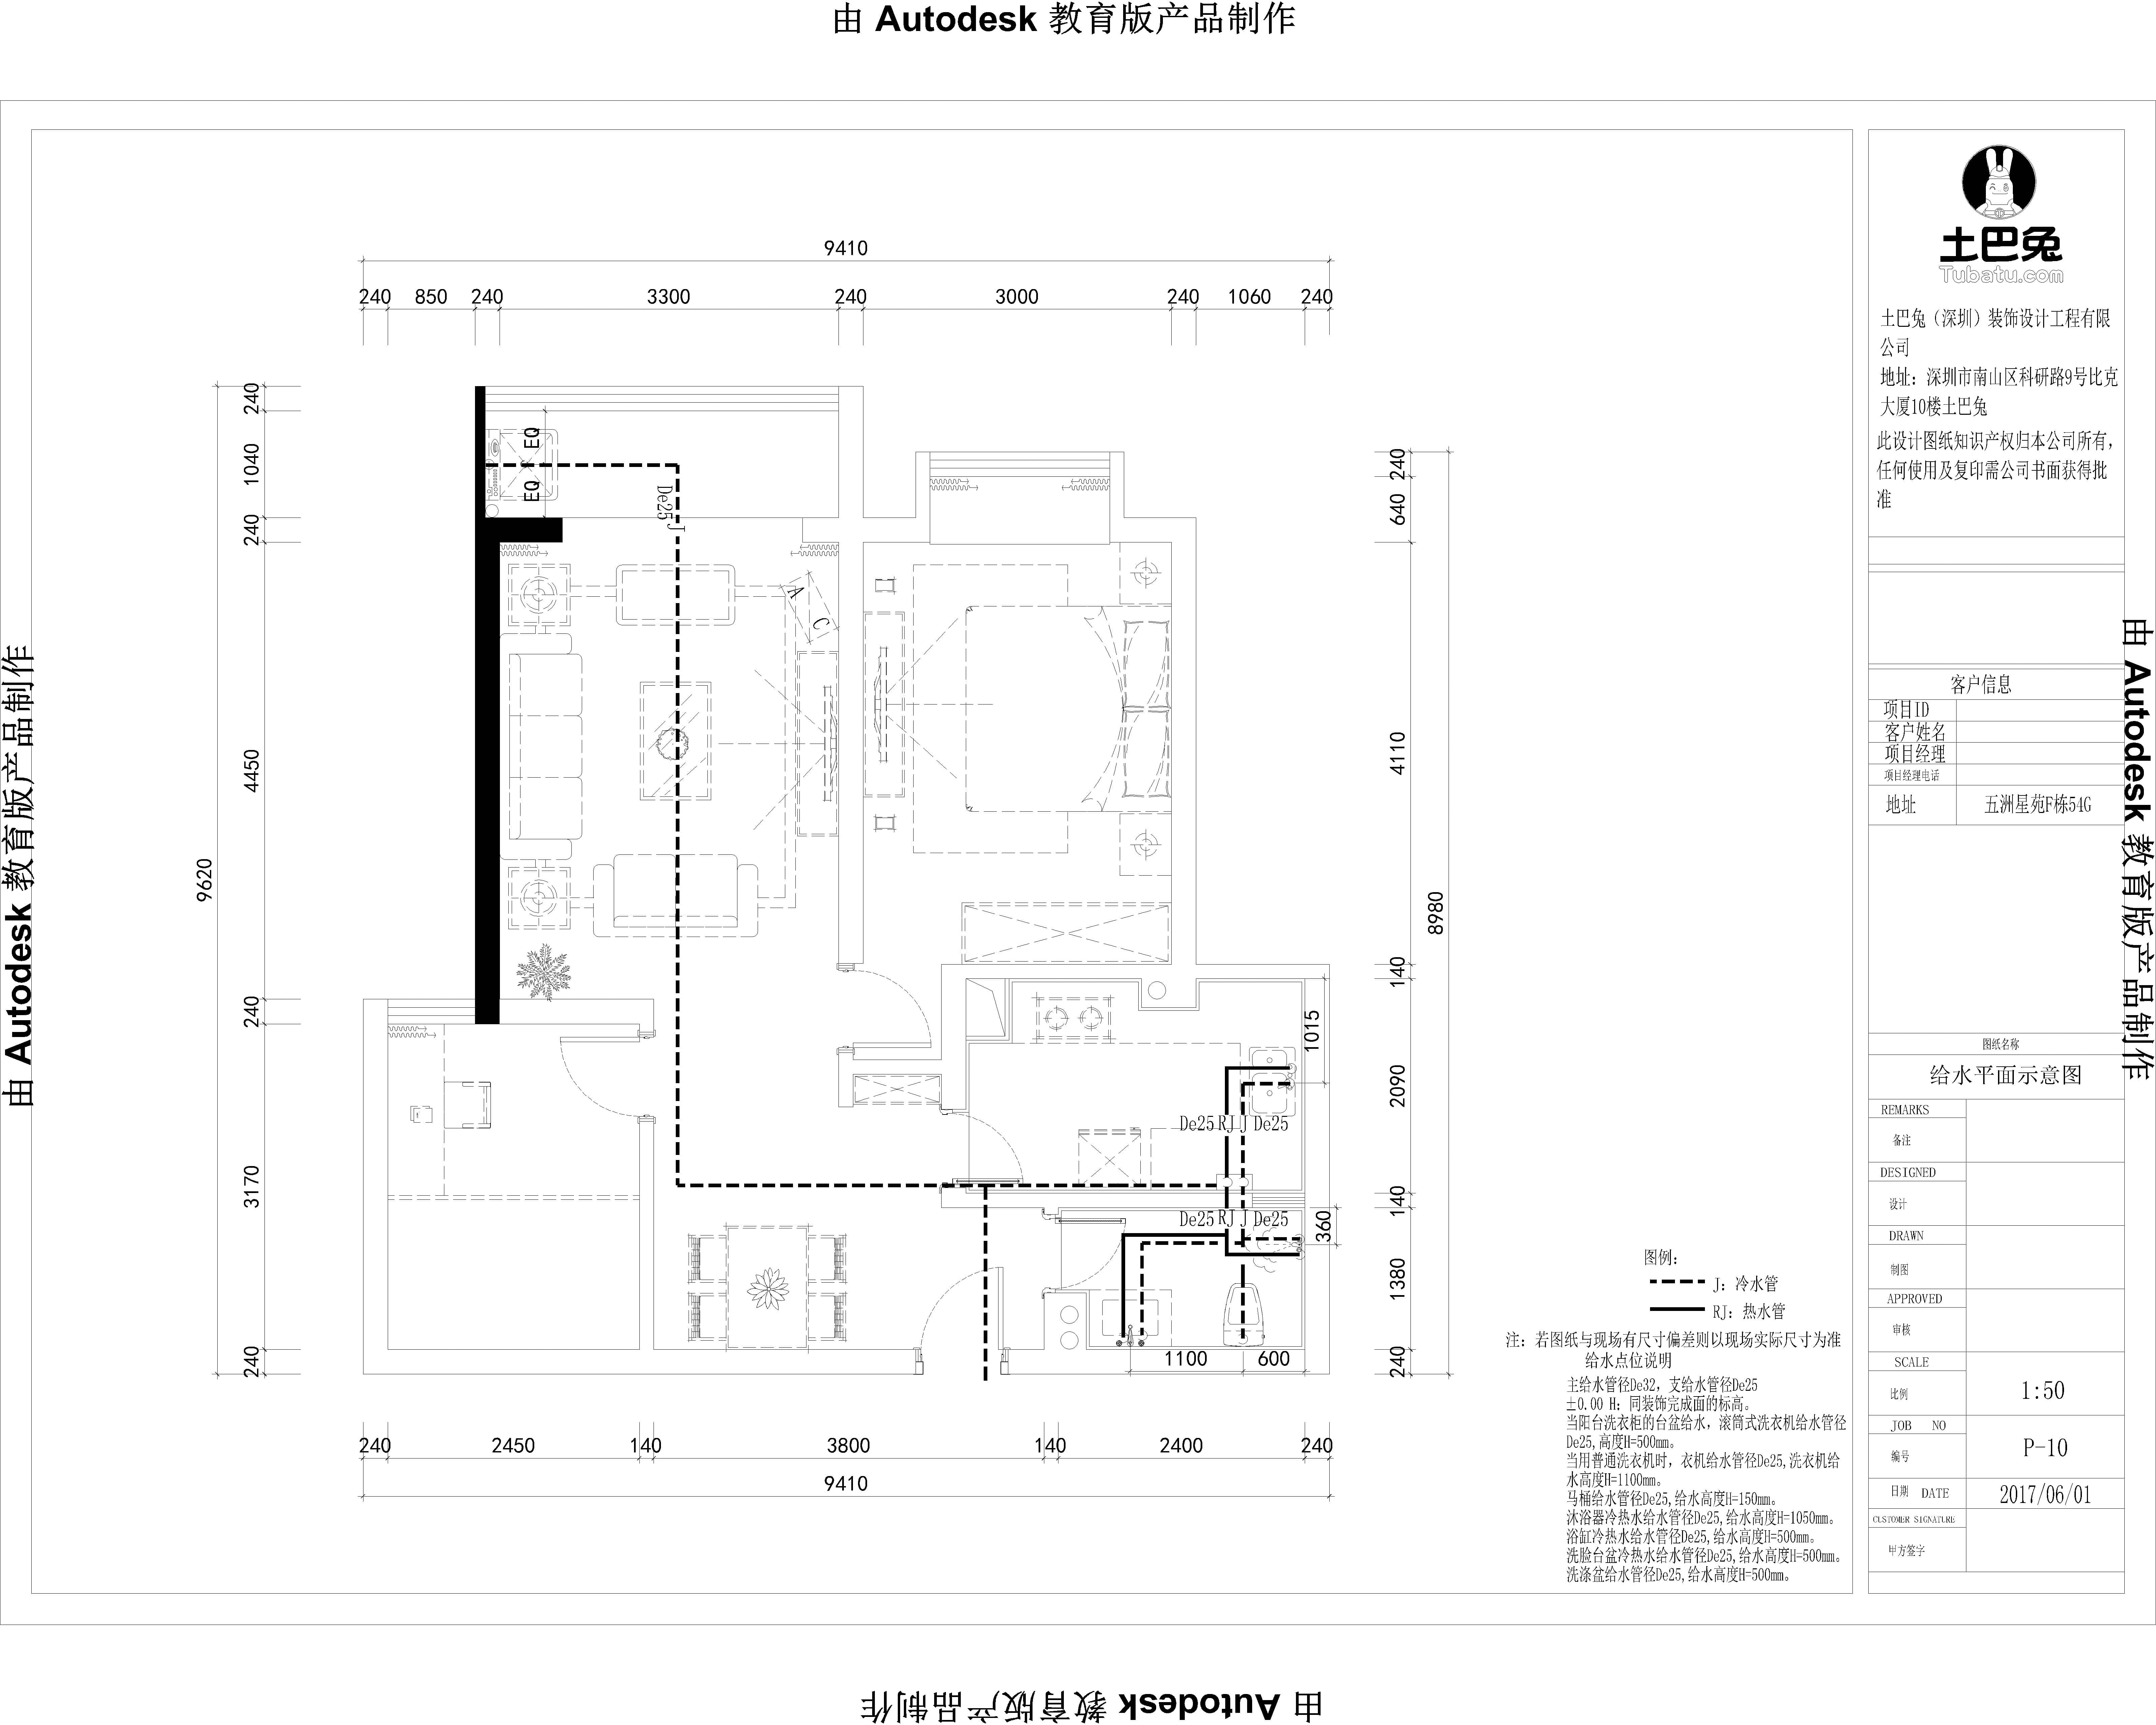 由 Autodesk 教育版产品制作
9410
240 850 240 3300 240 3000 240 1060 240
240
1040
240
4450
240
3170
240
9620
240
640
4110
140
2090
140
1380
240
8980
EQ
EQ
De25 J
A
C
1015
De25 RJ J De25
De25 RJ J De25
360
1100 600
240 2450 140 3800 140 2400 240
9410
图例：
J：冷水管
RJ：热水管
注：若图纸与现场有尺寸偏差则以现场实际尺寸为准
给水点位说明
主给水管径De32，支给水管径De25
±0.00 H：同装饰完成面的标高。
当阳台洗衣柜的台盆给水，滚筒式洗衣机给水管径
De25,高度H=500mm。
当用普通洗衣机时，衣机给水管径De25,洗衣机给
水高度H=1100mm。
马桶给水管径De25,给水高度H=150mm。
沐浴器冷热水给水管径De25,给水高度H=1050mm。
浴缸冷热水给水管径De25,给水高度H=500mm。
洗脸台盆冷热水给水管径De25,给水高度H=500mm。
洗涤盆给水管径De25,给水高度H=500mm。
土巴兔
Tubatu.com
土巴兔（深圳）装饰设计工程有限
公司
地址：深圳市南山区科研路9号比克
大厦10楼土巴兔
此设计图纸知识产权归本公司所有，
任何使用及复印需公司书面获得批
准
客户信息
项目ID
客户姓名
项目经理
项目经理电话
地址 五洲星苑F栋54G
图纸名称
给水平面示意图
REMARKS
备注
DESIGNED
设计
DRAWN
制图
APPROVED
审核
SCALE
比例 1:50
JOB NO
编号 P-10
日期 DATE 2017/06/01
CUSTOMER SIGNATURE
甲方签字
由 Autodesk 教育版产品制作
由 Autodesk 教育版产品制作
由 Autodesk 教育版产品制作